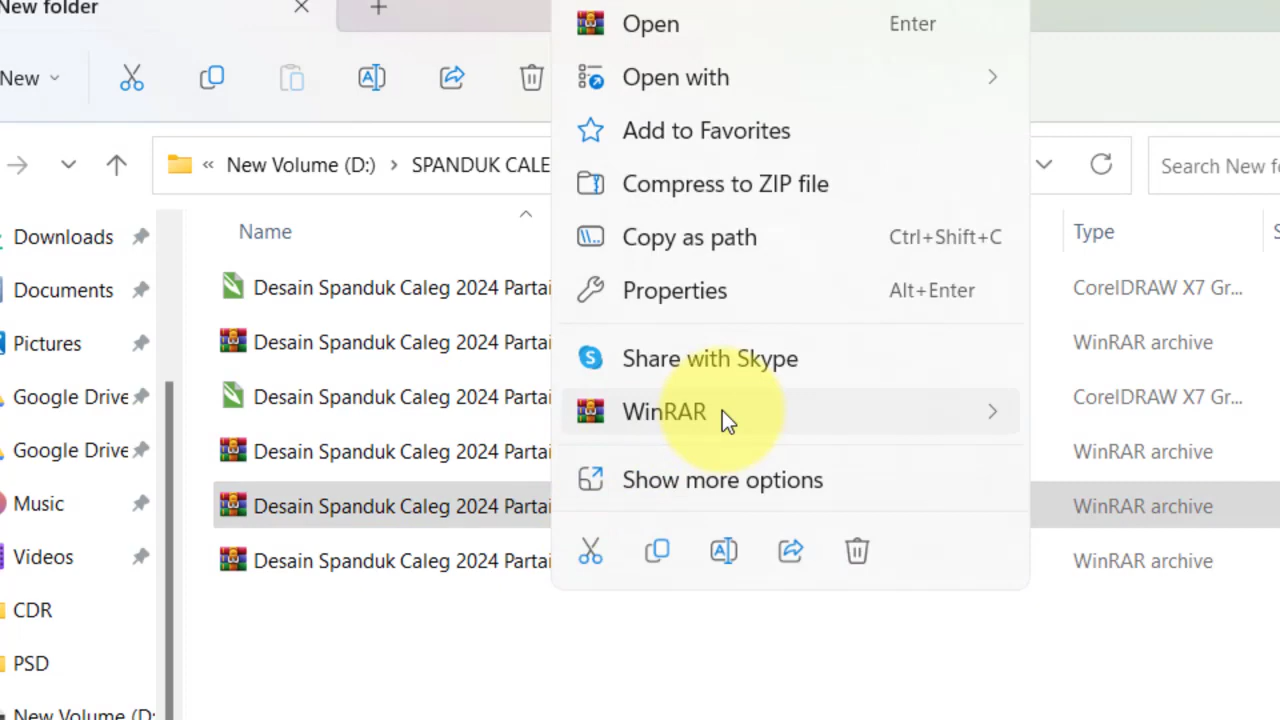 New folder
New
Open Enter
Open with
Add to Favorites
Compress to ZIP file
Copy as path Ctrl+Shift+C
Properties Alt+Enter
Share with Skype
WinRAR
Show more options
« New Volume (D:) > SPANDUK CALE
Search New fo
Downloads
Documents
Pictures
Google Drive
Google Drive
Music
Videos
CDR
PSD
New Volume (D:
Name Type S
Desain Spanduk Caleg 2024 Partai CorelDRAW X7 Gr...
Desain Spanduk Caleg 2024 Partai WinRAR archive
Desain Spanduk Caleg 2024 Partai CorelDRAW X7 Gr...
Desain Spanduk Caleg 2024 Partai WinRAR archive
Desain Spanduk Caleg 2024 Partai WinRAR archive
Desain Spanduk Caleg 2024 Partai WinRAR archive